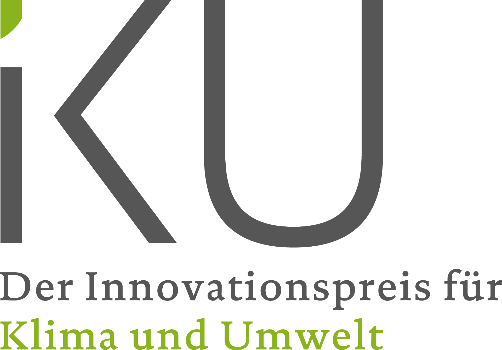 iKU
Der Innovationspreis für
Klima und Umwelt